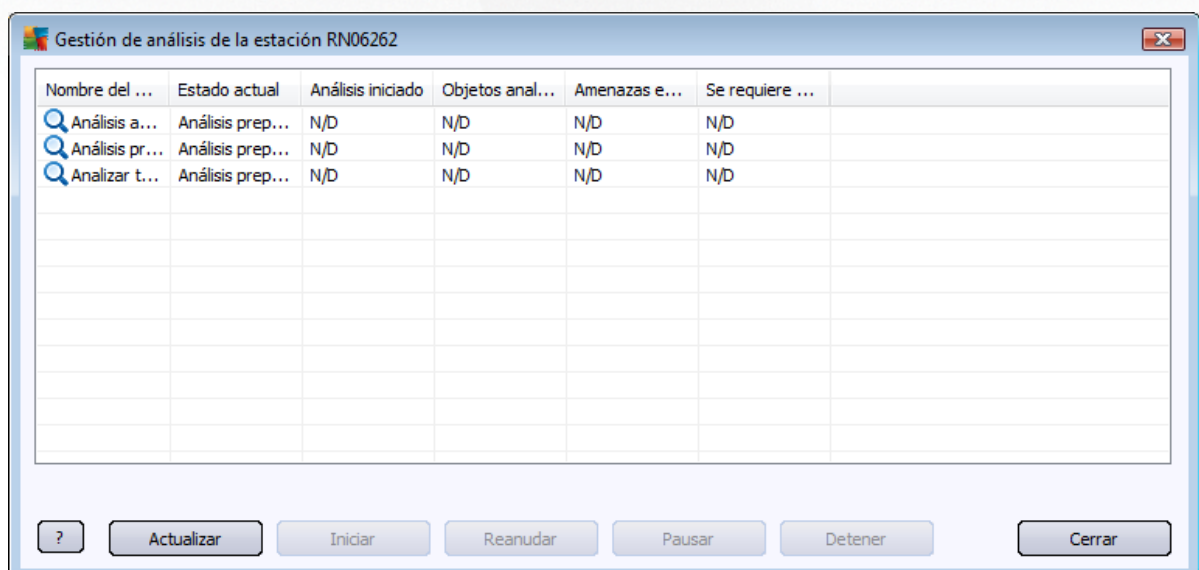 Gestión de análisis de la estación RN06262
Nombre del ... Estado actual Análisis iniciado Objetos anal... Amenazas e... Se requiere ...
Análisis a... Análisis prep... N/D N/D N/D N/D
Análisis pr... Análisis prep... N/D N/D N/D N/D
Analizar t... Análisis prep... N/D N/D N/D N/D
? Actualizar Iniciar Reanudar Pausar Detener Cerrar